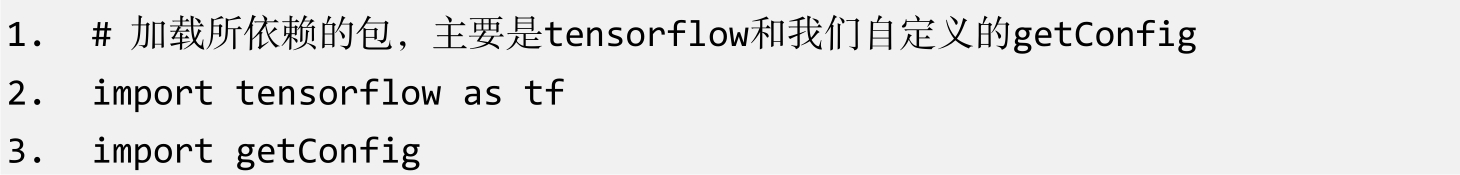 1. # 加载所依赖的包，主要是tensorflow和我们自定义的getConfig
2. import tensorflow as tf
3. import getConfig